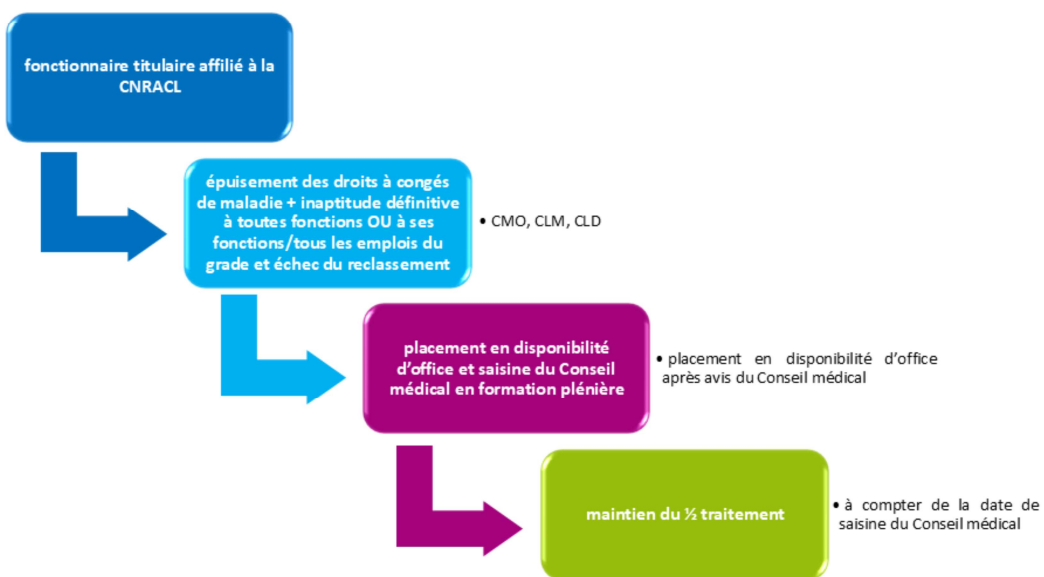 fonctionnaire titulaire affilié à la
CNRACL
épuisement des droits à congés
de maladie + inaptitude définitive
à toutes fonctions OU à ses
fonctions/tous les emplois du
grade et échec du reclassement
• CMO, CLM, CLD
placement en disponibilité
d’office et saisine du Conseil
médical en formation plénière
• placement en disponibilité d’office
après avis du Conseil médical
maintien du ½ traitement
• à compter de la date de
saisine du Conseil médical